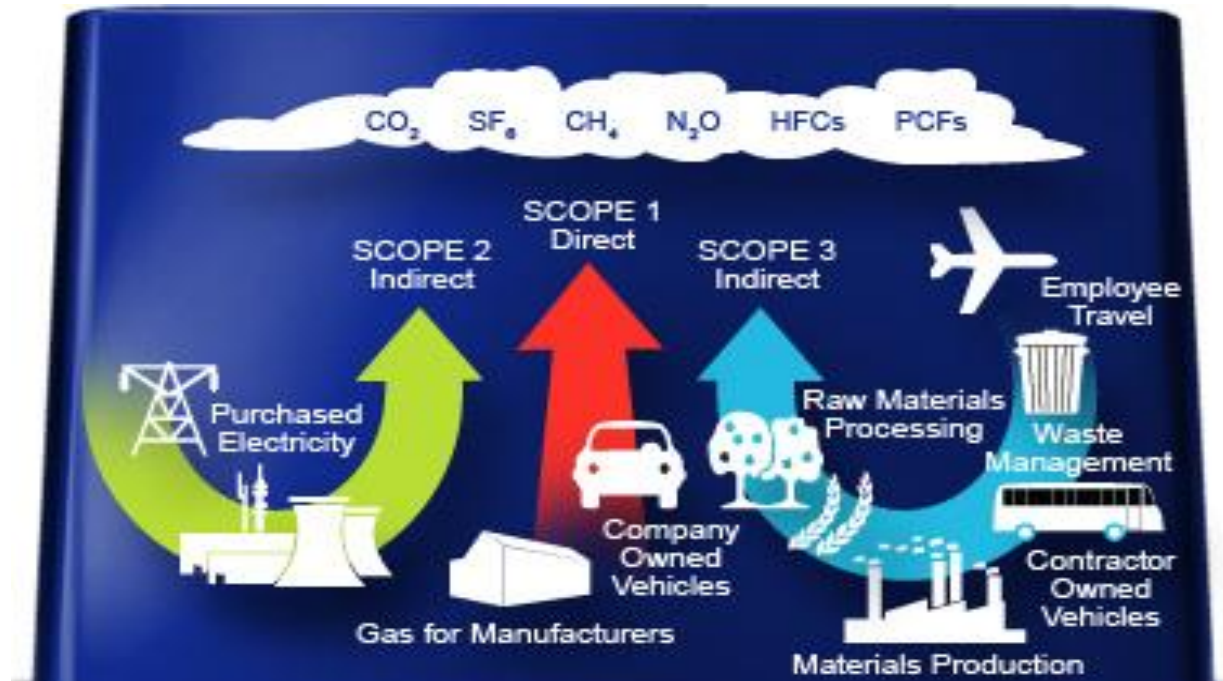 CO₂ SF₆ CH₄ N₂O HFCs PCFs
SCOPE 1
Direct
SCOPE 2
Indirect
SCOPE 3
Indirect
Employee
Travel
Purchased
Electricity
Raw Materials
Processing
Waste
Management
Company
Owned
Vehicles
Contractor
Owned
Vehicles
Gas for Manufacturers
Materials Production